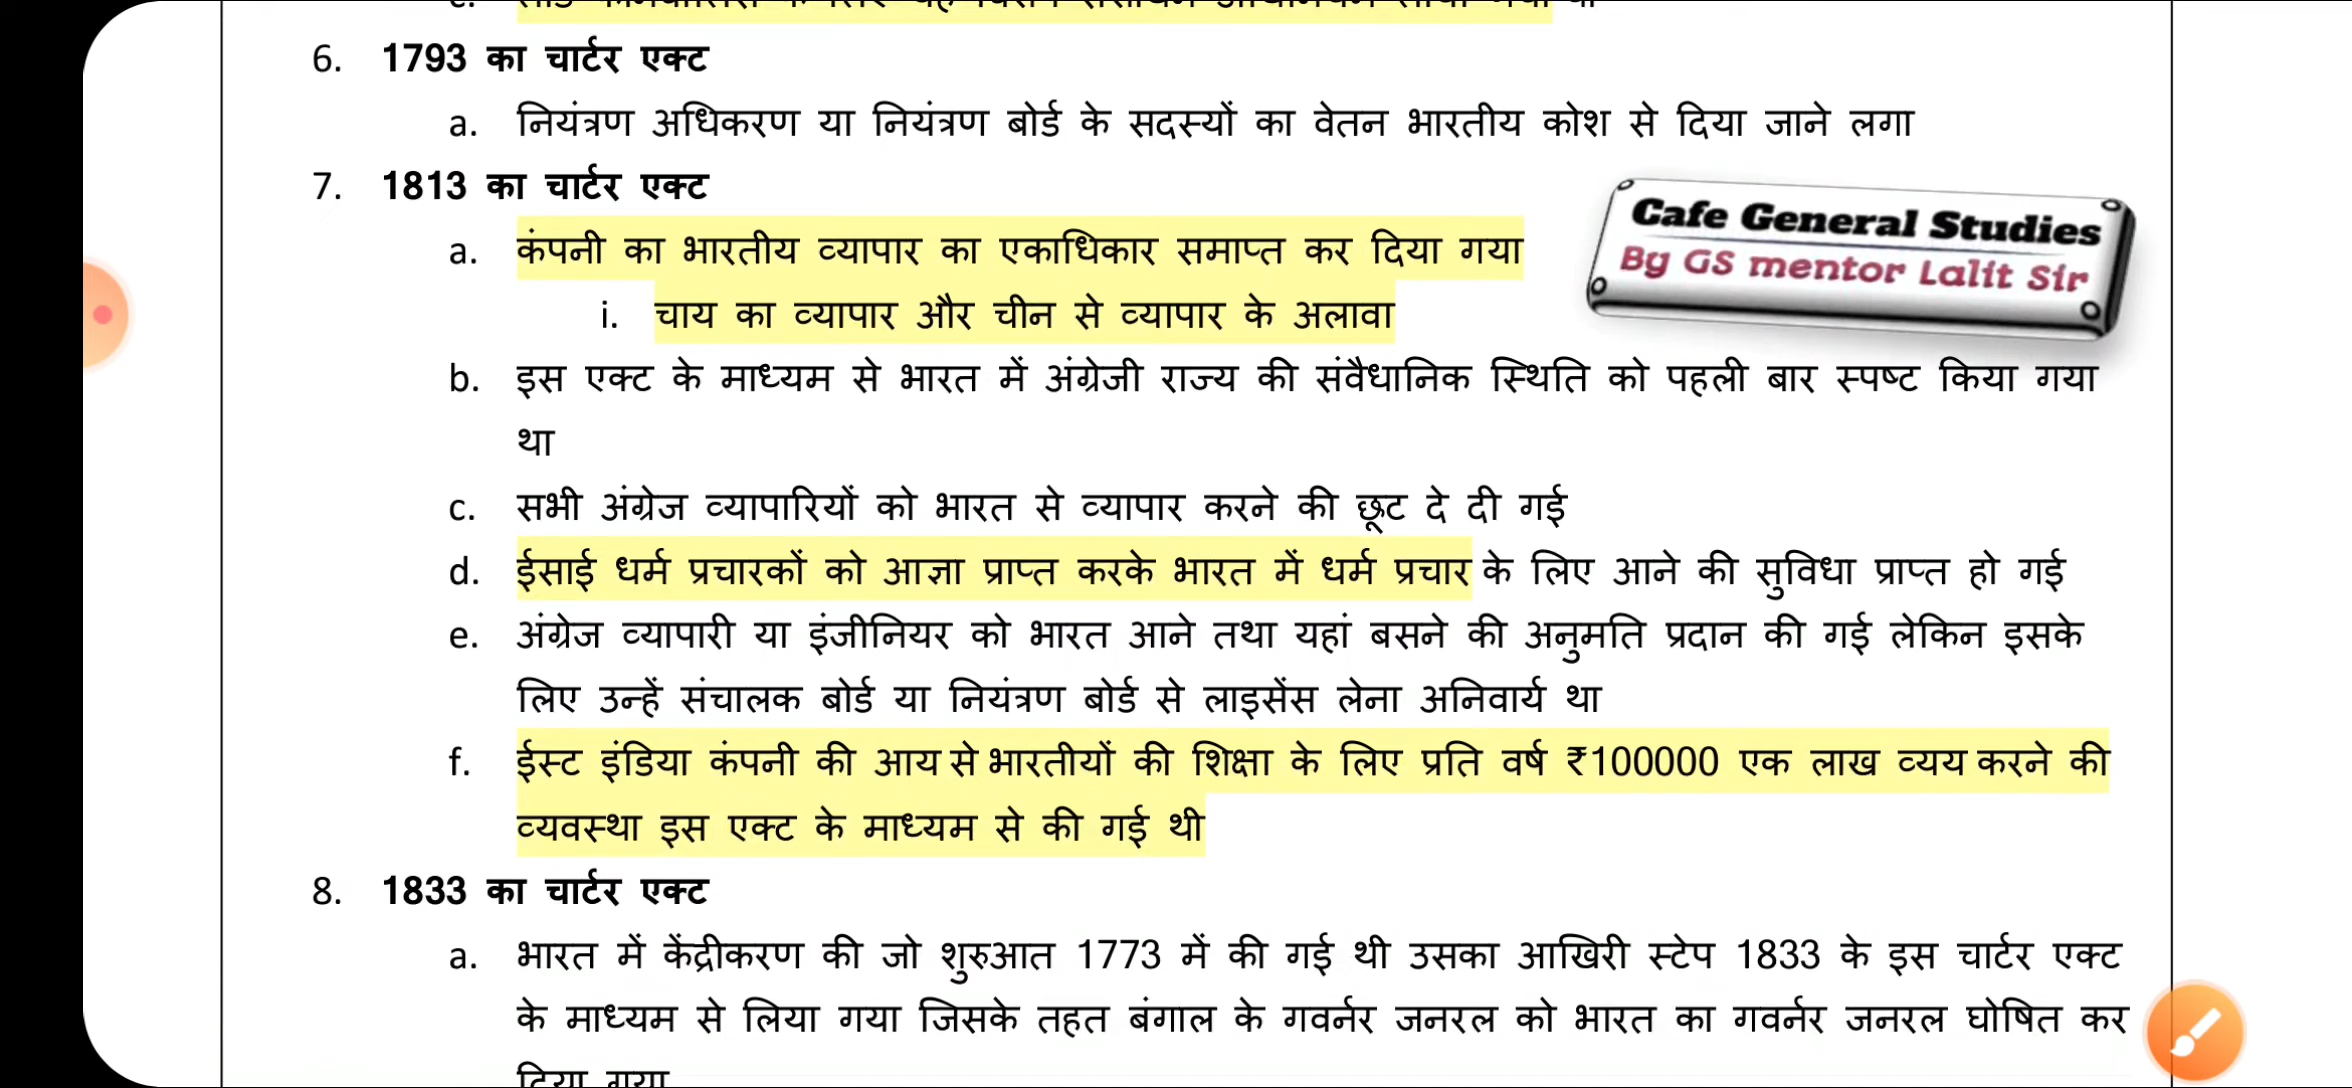 6. 1793 का चार्टर एक्ट
a. नियंत्रण अधिकरण या नियंत्रण बोर्ड के सदस्यों का वेतन भारतीय कोश से दिया जाने लगा
7. 1813 का चार्टर एक्ट
Cafe General Studies
By GS mentor Lalit Sir
a. कंपनी का भारतीय व्यापार का एकाधिकार समाप्त कर दिया गया
i. चाय का व्यापार और चीन से व्यापार के अलावा
b. इस एक्ट के माध्यम से भारत में अंग्रेजी राज्य की संवैधानिक स्थिति को पहली बार स्पष्ट किया गया
था
c. सभी अंग्रेज व्यापारियों को भारत से व्यापार करने की छूट दे दी गई
d. ईसाई धर्म प्रचारकों को आज्ञा प्राप्त करके भारत में धर्म प्रचार के लिए आने की सुविधा प्राप्त हो गई
e. अंग्रेज व्यापारी या इंजीनियर को भारत आने तथा यहां बसने की अनुमति प्रदान की गई लेकिन इसके
लिए उन्हें संचालक बोर्ड या नियंत्रण बोर्ड से लाइसेंस लेना अनिवार्य था
f. ईस्ट इंडिया कंपनी की आय से भारतीयों की शिक्षा के लिए प्रति वर्ष ₹100000 एक लाख व्यय करने की
व्यवस्था इस एक्ट के माध्यम से की गई थी
8. 1833 का चार्टर एक्ट
a. भारत में केंद्रीकरण की जो शुरुआत 1773 में की गई थी उसका आखिरी स्टेप 1833 के इस चार्टर एक्ट
के माध्यम से लिया गया जिसके तहत बंगाल के गवर्नर जनरल को भारत का गवर्नर जनरल घोषित कर
दिया गया